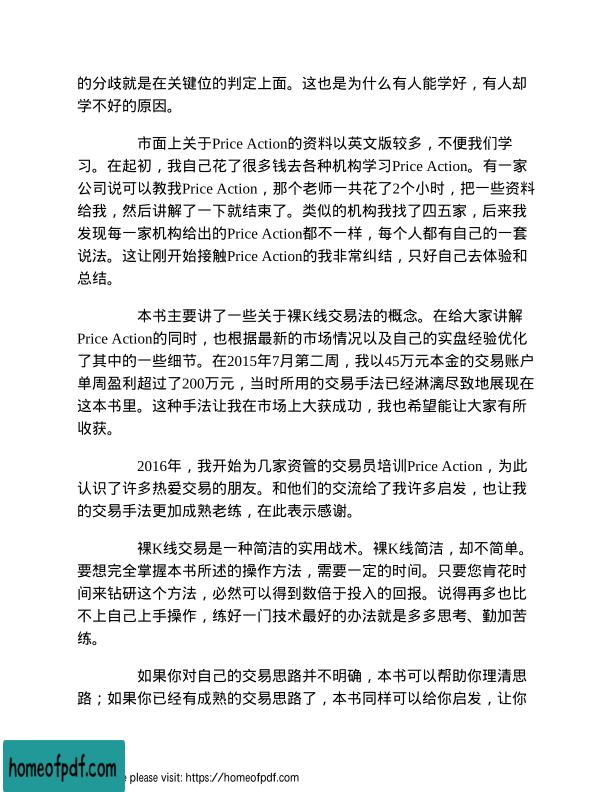 的分歧就是在关键位的判定上面。这也是为什么有人能学好，有人却
学不好的原因。
市面上关于Price Action的资料以英文版较多，不便我们学
习。在起初，我自己花了很多钱去各种机构学习Price Action。有一家
公司说可以教我Price Action，那个老师一共花了2个小时，把一些资料
给我，然后讲解了一下就结束了。类似的机构我找了四五家，后来我
发现每一家机构给出的Price Action都不一样，每个人都有自己的一套
说法。这让刚开始接触Price Action的我非常纠结，只好自己去体验和
总结。
本书主要讲了一些关于裸K线交易法的概念。在给大家讲解
Price Action的同时，也根据最新的市场情况以及自己的实盘经验优化
了其中的一些细节。在2015年7月第二周，我以45万元本金的交易账户
单周盈利超过了200万元，当时所用的交易手法已经淋漓尽致地展现在
这本书里。这种手法让我在市场上大获成功，我也希望能让大家有所
收获。
2016年，我开始为几家资管的交易员培训Price Action，为此
认识了许多热爱交易的朋友。和他们的交流给了我许多启发，也让我
的交易手法更加成熟老练，在此表示感谢。
裸K线交易是一种简洁的实用战术。裸K线简洁，却不简单。
要想完全掌握本书所述的操作方法，需要一定的时间。只要您肯花时
间来钻研这个方法，必然可以得到数倍于投入的回报。说得再多也比
不上自己上手操作，练好一门技术最好的办法就是多多思考、勤加苦
练。
如果你对自己的交易思路并不明确，本书可以帮助你理清思
路；如果你已经有成熟的交易思路了，本书同样可以给你启发，让你
homeofpdf.com
e please visit: https://homeofpdf.com